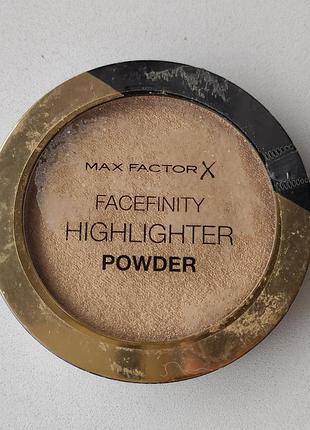 MAX FACTOR X
FACEFINITY
HIGHLIGHTER
POWDER